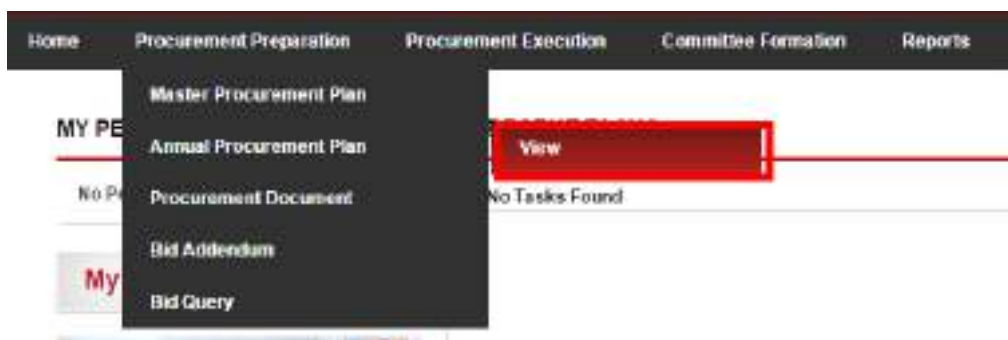 Home Procurement Preparation Procurement Execution Committee Formation Reports
Master Procurement Plan
MY PE
Annual Procurement Plan View
No Pe Procurement Document No Tasks Found
Bid Addendum
My
Bid Query